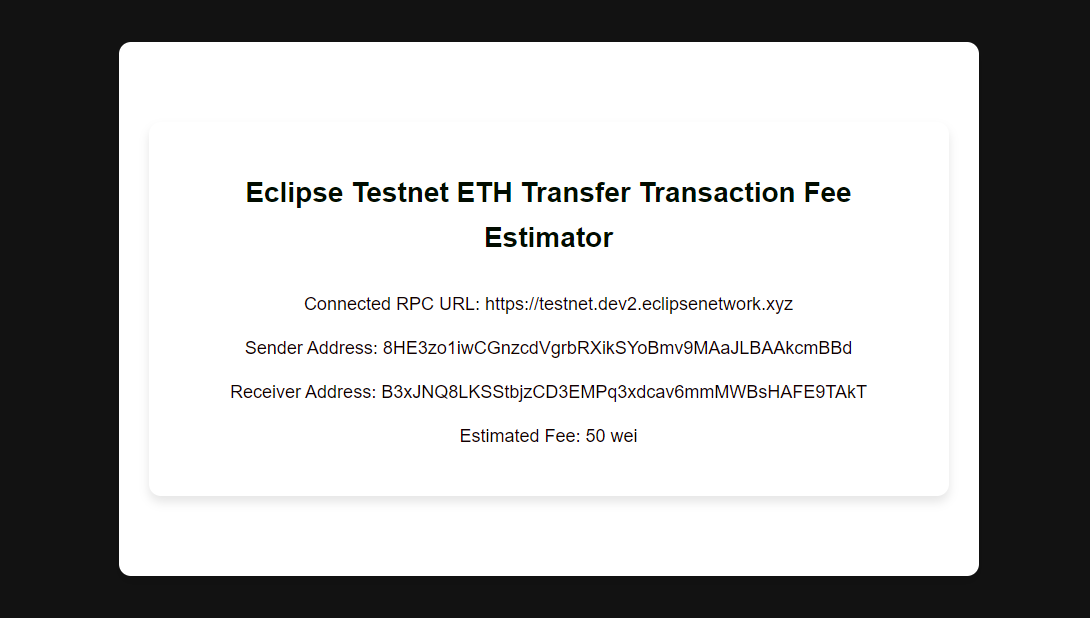 Eclipse Testnet ETH Transfer Transaction Fee
Estimator
Connected RPC URL: https://testnet.dev2.eclipsenetwork.xyz
Sender Address: 8HE3zo1iwCGnzcdVgrbRXikSYoBmv9MAaJLBAAkcmBBd
Receiver Address: B3xJNQ8LKSStbjzCD3EMPq3xdcav6mmMWBsHAFE9TAkT
Estimated Fee: 50 wei